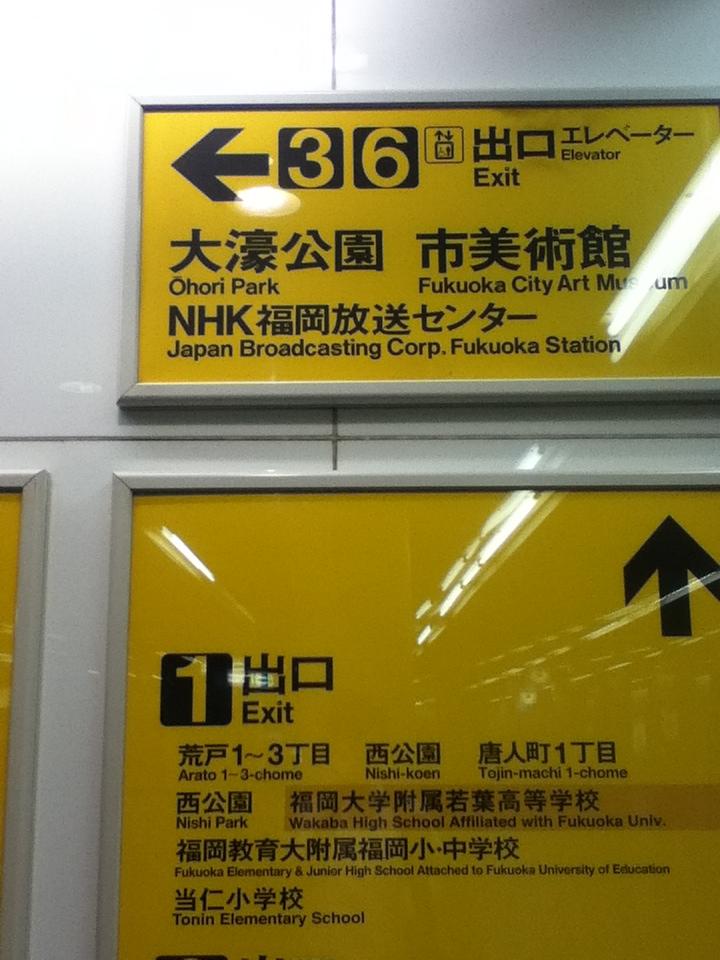 ← 3 6 出口 エレベーター
Exit Elevator
大濠公園 市美術館
Ōhori Park Fukuoka City Art Museum
NHK福岡放送センター
Japan Broadcasting Corp. Fukuoka Station
↑
1 出口
Exit
荒戸1〜3丁目 西公園 唐人町1丁目
Arato 1〜3-chome Nishi-koen Tojin-machi 1-chome
西公園 福岡大学附属若葉高等学校
Nishi Park Wakaba High School Affiliated with Fukuoka Univ.
福岡教育大附属福岡小・中学校
Fukuoka Elementary & Junior High School Attached to Fukuoka University of Education
当仁小学校
Tonin Elementary School